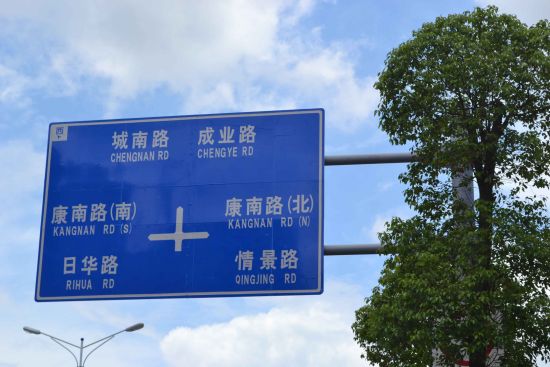 西
城南路 成业路
CHENGNAN RD CHENGYE RD
康南路(南) 康南路(北)
KANGNAN RD (S) KANGNAN RD (N)
日华路 情景路
RIHUA RD QINGJING RD